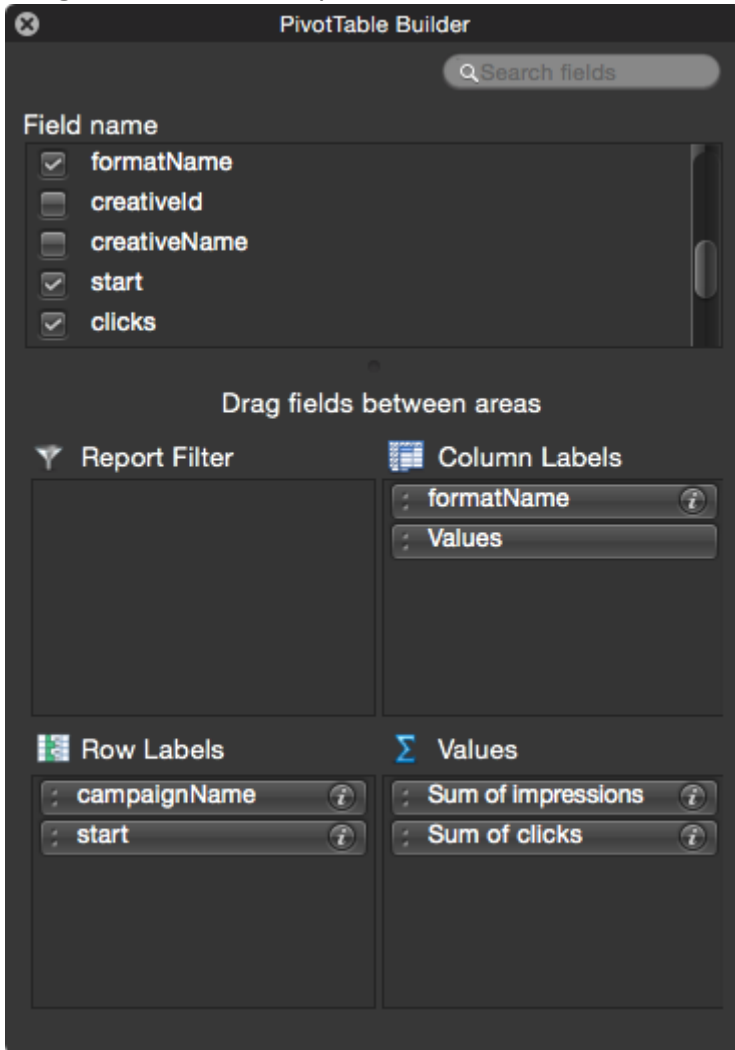 PivotTable Builder
Search fields
Field name
formatName
creativeId
creativeName
start
clicks
Drag fields between areas
Report Filter
Column Labels
formatName
Values
Row Labels
Values
campaignName
Sum of impressions
start
Sum of clicks